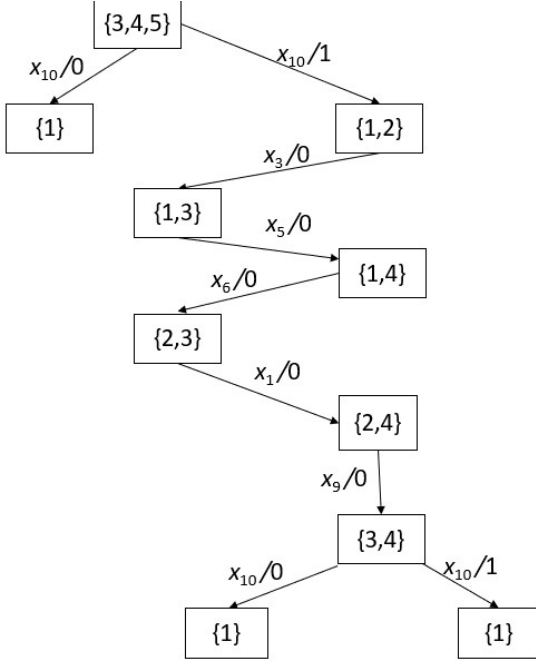 {3,4,5}
x₁₀/0
x₁₀/1
{1}
{1,2}
x₃/0
{1,3}
x₅/0
{1,4}
x₆/0
{2,3}
x₁/0
{2,4}
x₉/0
{3,4}
x₁₀/0
x₁₀/1
{1}
{1}